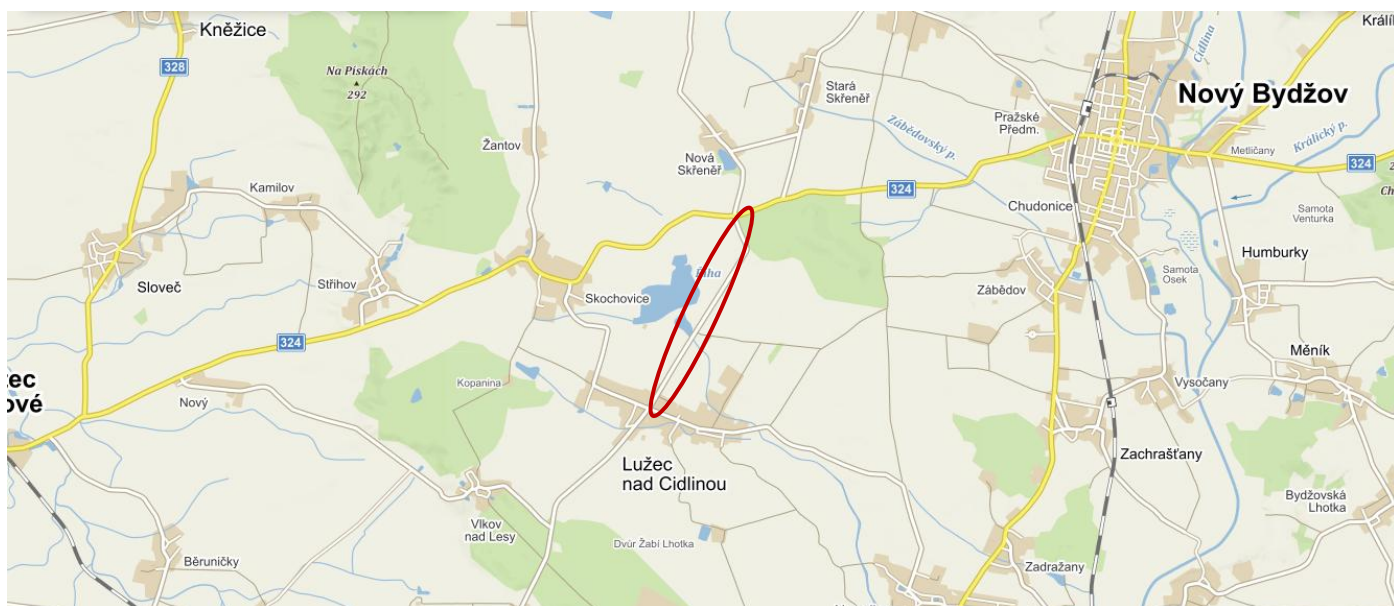 Kněžice
328
Na Pískách
292
Žantov
Kamilov
Sloveč
Střihov
324
Kopanina
Nový
Vlkov
nad Lesy
Běruničky
Skochovice
Říha
Lužec
nad Cidlinou
Dvůr Žabí Lhotka
Nová
Skřeněř
Stará
Skřeněř
Zábědovský p.
324
Pražské
Předm.
Nový Bydžov
Cidlina
Králický p.
Metličany
324
Chudonice
Samota
Venturka
Humburky
Samota
Osek
Zábědov
Měník
Vysočany
Zachrašťany
Bydžovská
Lhotka
Zadražany